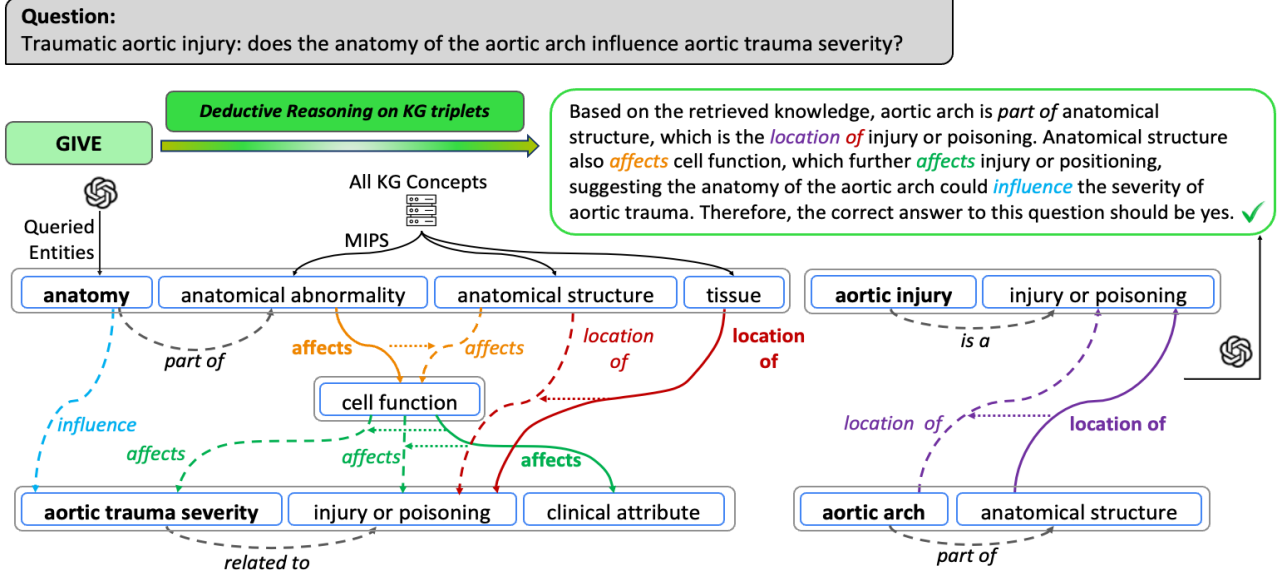 Question:
Traumatic aortic injury: does the anatomy of the aortic arch influence aortic trauma severity?
Deductive Reasoning on KG triplets
GIVE
Based on the retrieved knowledge, aortic arch is part of anatomical
structure, which is the location of injury or poisoning. Anatomical structure
also affects cell function, which further affects injury or positioning,
suggesting the anatomy of the aortic arch could influence the severity of
aortic trauma. Therefore, the correct answer to this question should be yes.
All KG Concepts
Queried
Entities
MIPS
anatomy
anatomical abnormality
anatomical structure
tissue
aortic injury
injury or poisoning
part of
affects
affects
location
of
location
of
is a
cell function
influence
affects
affects
affects
location of
location of
aortic trauma severity
injury or poisoning
clinical attribute
aortic arch
anatomical structure
related to
part of